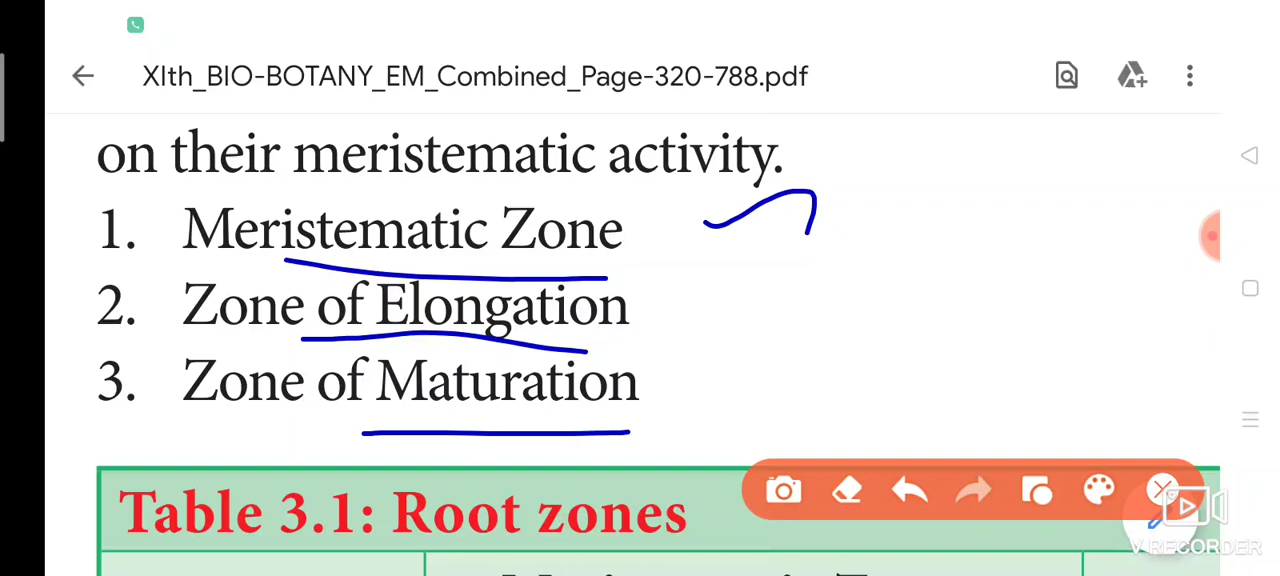 XIth_BIO-BOTANY_EM_Combined_Page-320-788.pdf
on their meristematic activity.
1. Meristematic Zone
2. Zone of Elongation
3. Zone of Maturation
Table 3.1: Root zones
V RECORDER